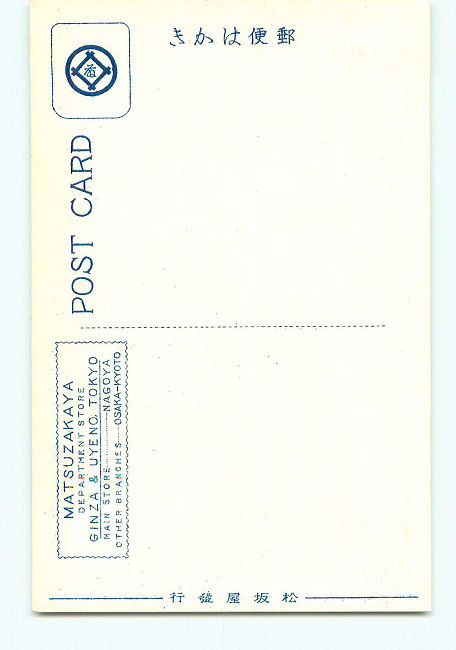 郵便はかき
POST CARD
MATSUZAKAYA
DEPARTMENT STORE
GINZA & UYENO, TOKYO
MAIN STORE............NAGOYA
OTHER BRANCHES....OSAKA-KYOTO
松坂屋發行